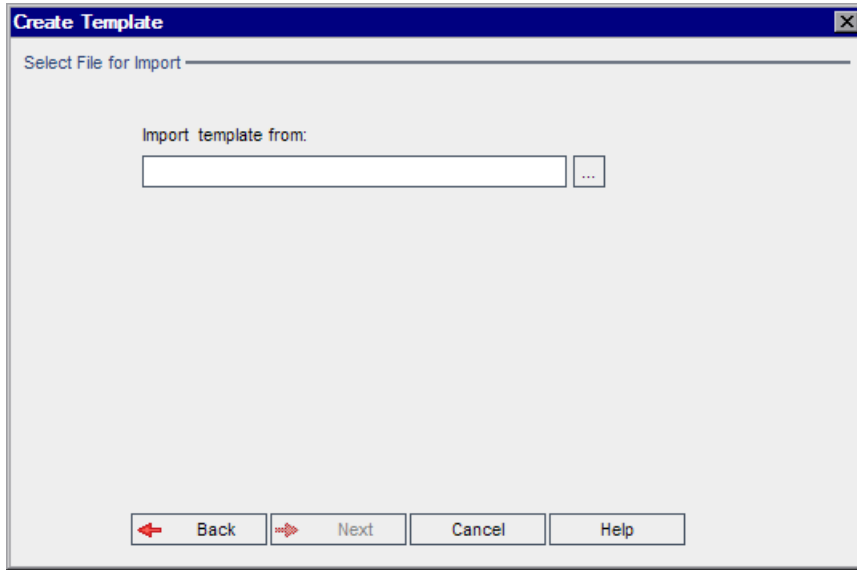 Create Template
Select File for Import
Import template from:
...
Back Next Cancel Help